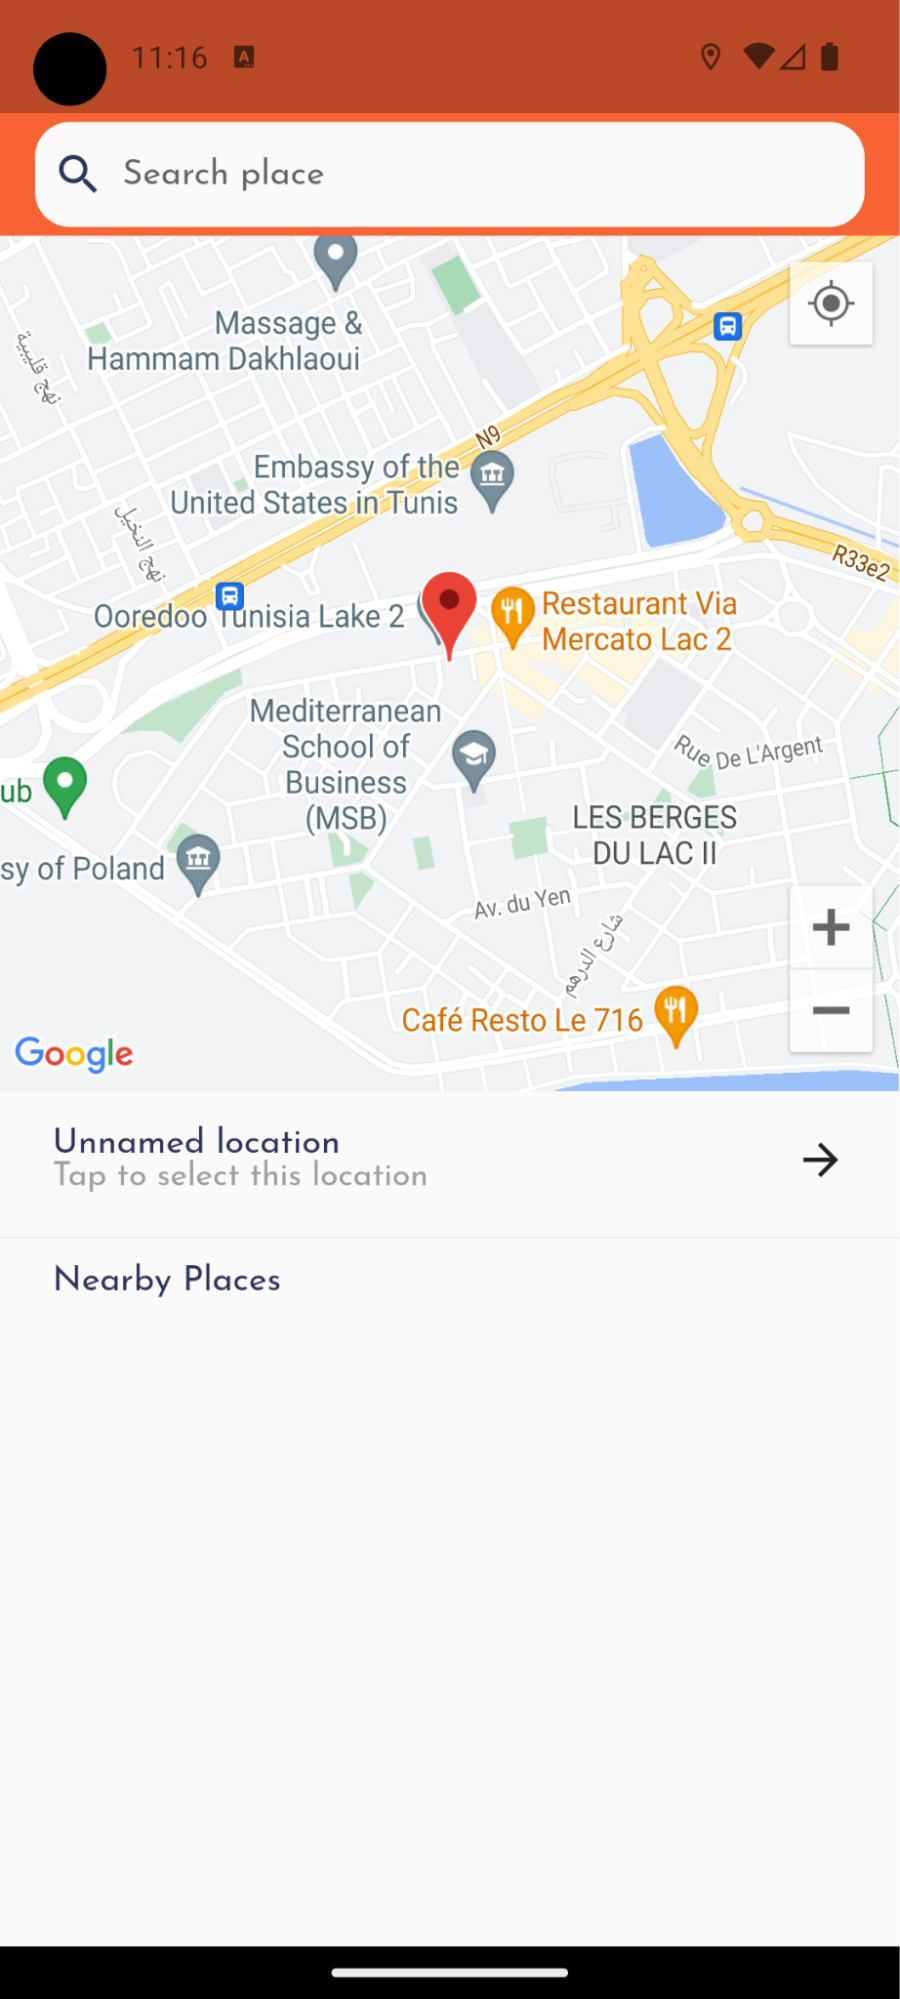 11:16
A
Search place
Massage &
Hammam Dakhlaoui
نهج قليبية
N9
Embassy of the
United States in Tunis
نهج النخيل
R33e2
Ooredoo Tunisia Lake 2
Restaurant Via
Mercato Lac 2
Mediterranean
School of
Business
(MSB)
Rue De L'Argent
ub
LES BERGES
DU LAC II
sy of Poland
Av. du Yen
شارع الدرهم
Café Resto Le 716
Google
Unnamed location
Tap to select this location
Nearby Places